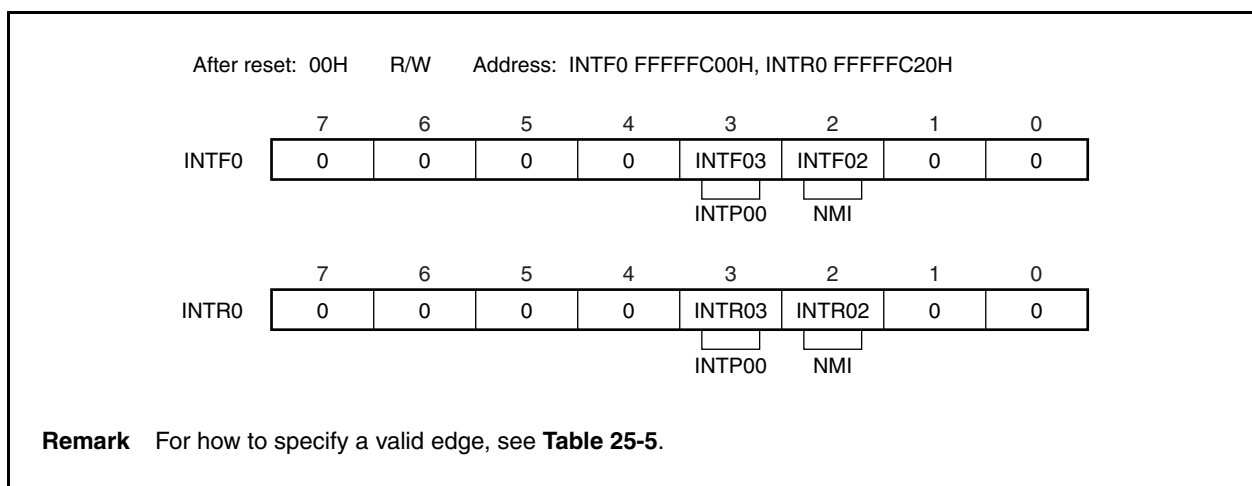 After reset: 00H R/W Address: INTF0 FFFFFC00H, INTR0 FFFFFC20H
7 6 5 4 3 2 1 0
INTF0 0 0 0 0 INTF03 INTF02 0 0
INTP00 NMI
7 6 5 4 3 2 1 0
INTR0 0 0 0 0 INTR03 INTR02 0 0
INTP00 NMI
Remark For how to specify a valid edge, see Table 25-5.